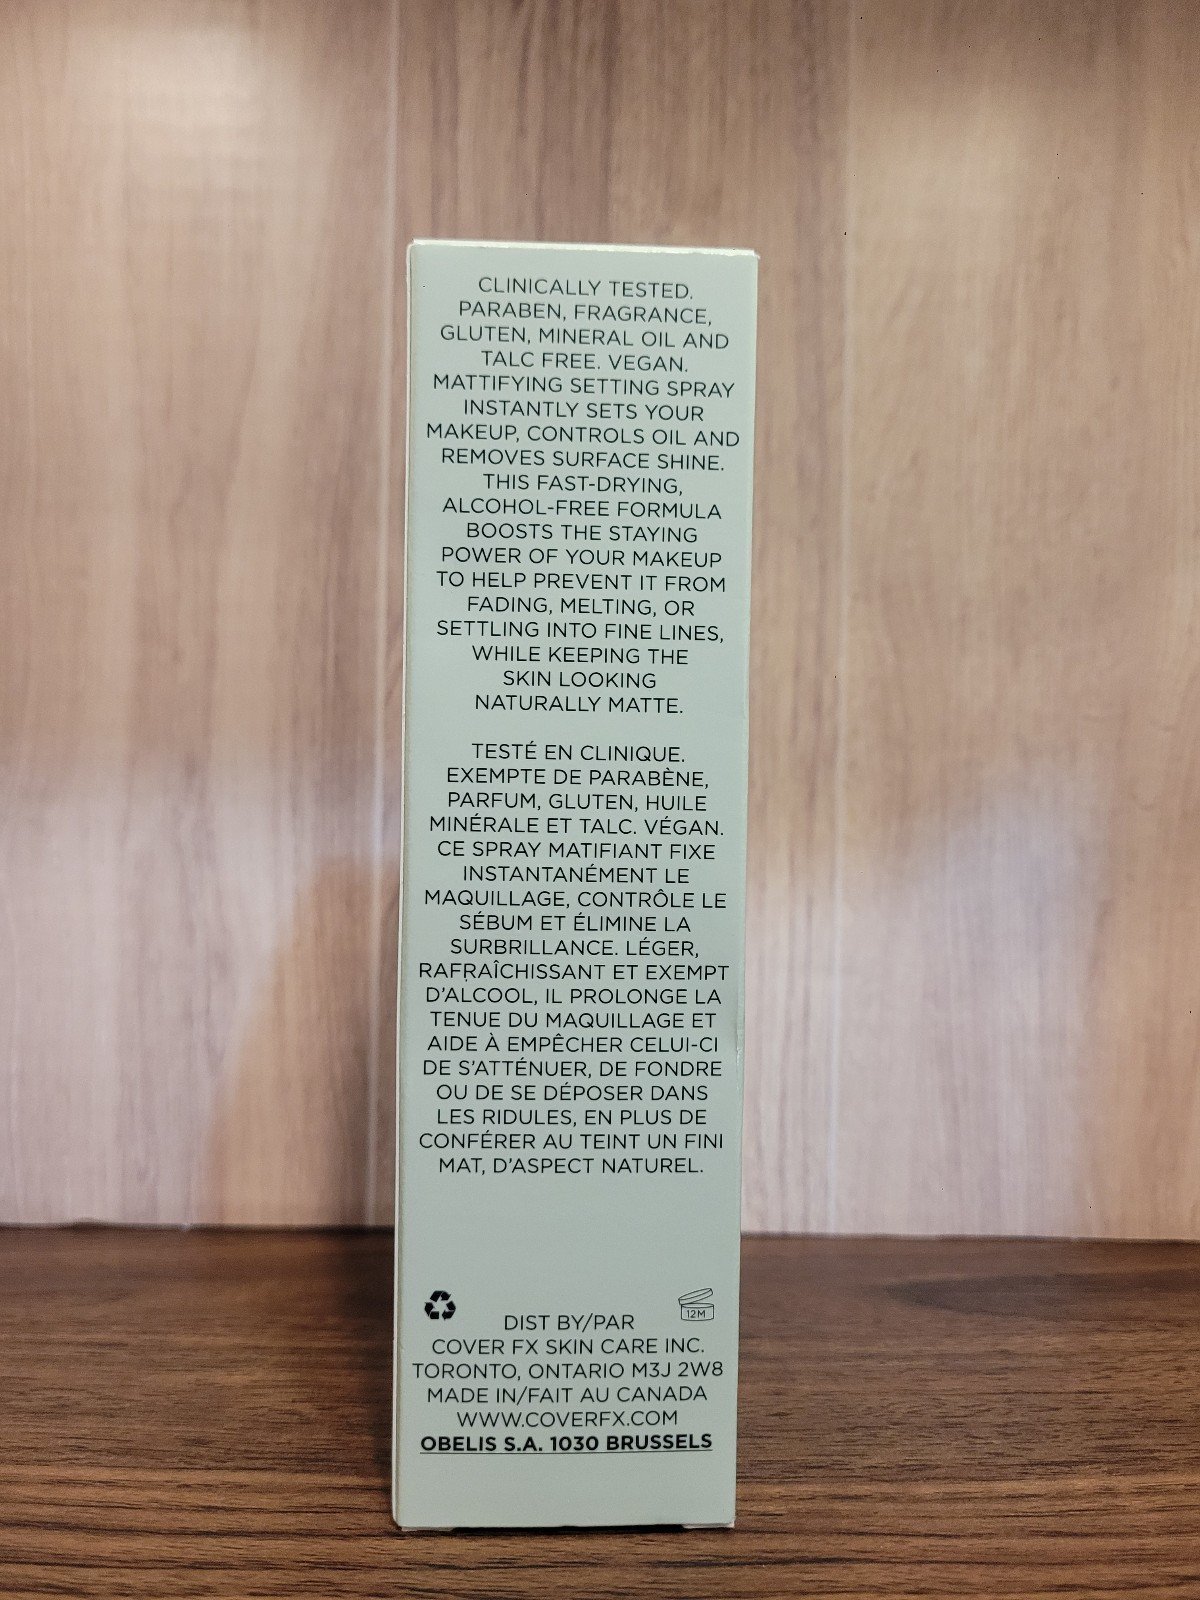 CLINICALLY TESTED.
PARABEN, FRAGRANCE,
GLUTEN, MINERAL OIL AND
TALC FREE. VEGAN.
MATTIFYING SETTING SPRAY
INSTANTLY SETS YOUR
MAKEUP, CONTROLS OIL AND
REMOVES SURFACE SHINE.
THIS FAST-DRYING,
ALCOHOL-FREE FORMULA
BOOSTS THE STAYING
POWER OF YOUR MAKEUP
TO HELP PREVENT IT FROM
FADING, MELTING, OR
SETTLING INTO FINE LINES,
WHILE KEEPING THE
SKIN LOOKING
NATURALLY MATTE.
TESTÉ EN CLINIQUE.
EXEMPTE DE PARABÈNE,
PARFUM, GLUTEN, HUILE
MINÉRALE ET TALC. VÉGAN.
CE SPRAY MATIFIANT FIXE
INSTANTANÉMENT LE
MAQUILLAGE, CONTRÔLE LE
SÉBUM ET ÉLIMINE LA
SURBRILLANCE. LÉGER,
RAFRAÎCHISSANT ET EXEMPT
D'ALCOOL, IL PROLONGE LA
TENUE DU MAQUILLAGE ET
AIDE À EMPÊCHER CELUI-CI
DE S'ATTÉNUER, DE FONDRE
OU DE SE DÉPOSER DANS
LES RIDULES, EN PLUS DE
CONFÉRER AU TEINT UN FINI
MAT, D'ASPECT NATUREL.
12M
DIST BY/PAR
COVER FX SKIN CARE INC.
TORONTO, ONTARIO M3J 2W8
MADE IN/FAIT AU CANADA
WWW.COVERFX.COM
OBELIS S.A. 1030 BRUSSELS